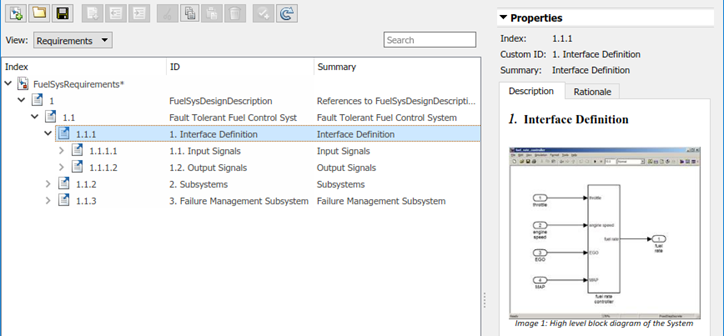 View: Requirements Search
Index ID Summary
FuelSysRequirements*
1 FuelSysDesignDescription References to FuelSysDesignDescripti...
1.1 Fault Tolerant Fuel Control Syst Fault Tolerant Fuel Control System
1.1.1 1. Interface Definition Interface Definition
1.1.1.1 1.1. Input Signals Input Signals
1.1.1.2 1.2. Output Signals Output Signals
1.1.2 2. Subsystems Subsystems
1.1.3 3. Failure Management Subsystem Failure Management Subsystem
Properties
Index: 1.1.1
Custom ID: 1. Interface Definition
Summary: Interface Definition
Description Rationale
1. Interface Definition
1 throttle throttle
2 engine speed engine speed
fuel rate 1 fuel rate
3 EGO EGO
4 MAP MAP
fuel rate
controller
Image 1: High level block diagram of the System